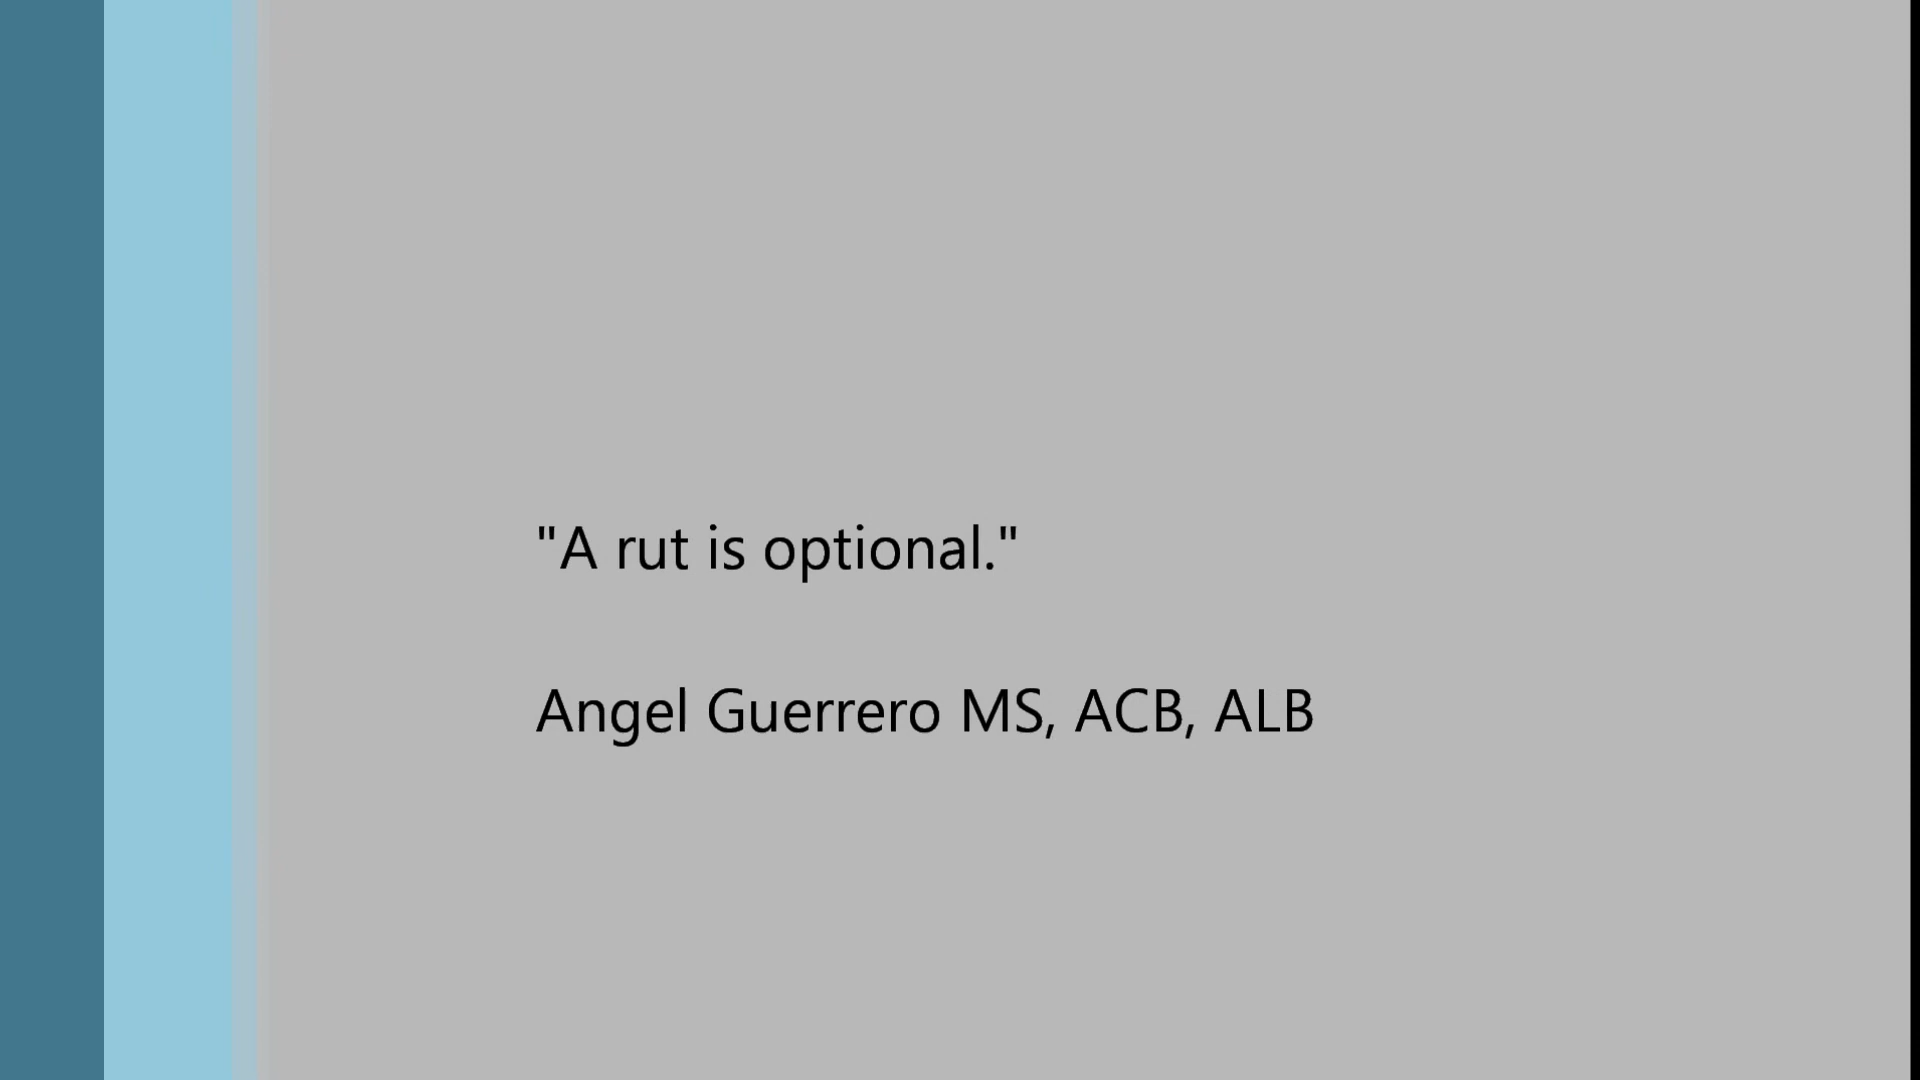 "A rut is optional."
Angel Guerrero MS, ACB, ALB